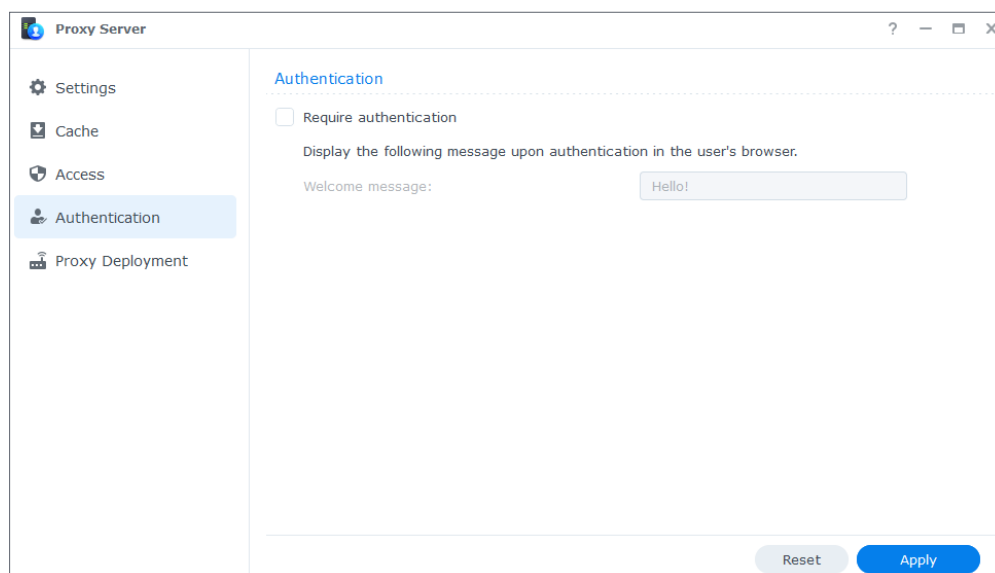 Proxy Server
?
Settings
Cache
Access
Authentication
Proxy Deployment
Authentication
Require authentication
Display the following message upon authentication in the user's browser.
Welcome message: Hello!
Reset Apply